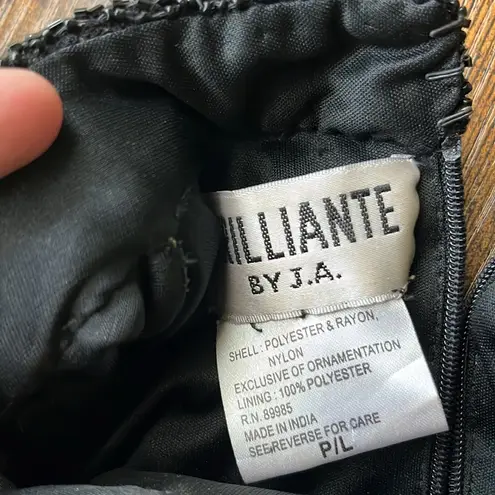 ILLIANTE
BY J.A.
SHELL : POLYESTER & RAYON,
NYLON
EXCLUSIVE OF ORNAMENTATION
LINING : 100% POLYESTER
R.N. 89985
MADE IN INDIA
SEE REVERSE FOR CARE
P/L